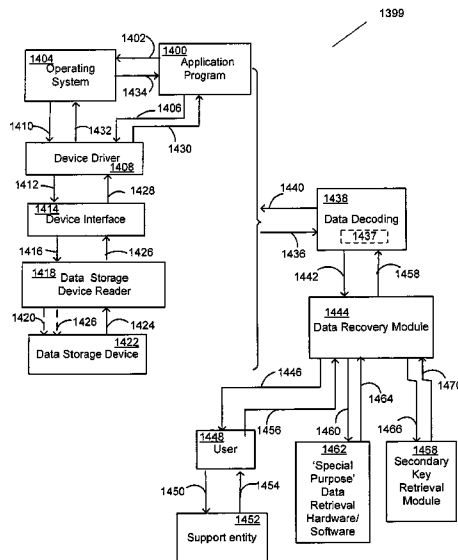 1399
1402
1400
Application
Program
1404
Operating
System
1434
1406
1410
1432
1430
Device Driver
1408
1412
1428
1414
Device Interface
1416
1426
1418
Data Storage
Device Reader
1420
1426
1424
Data Storage Device
1422
1440
1438
Data Decoding
1437
1436
1442
1458
1444
Data Recovery Module
1446
1456
1460
1464
1466
1470
1448
User
1450
1454
1452
Support entity
1462
'Special
Purpose' Data
Retrieval
Hardware/
Software
1468
Secondary
Key Retrieval
Module